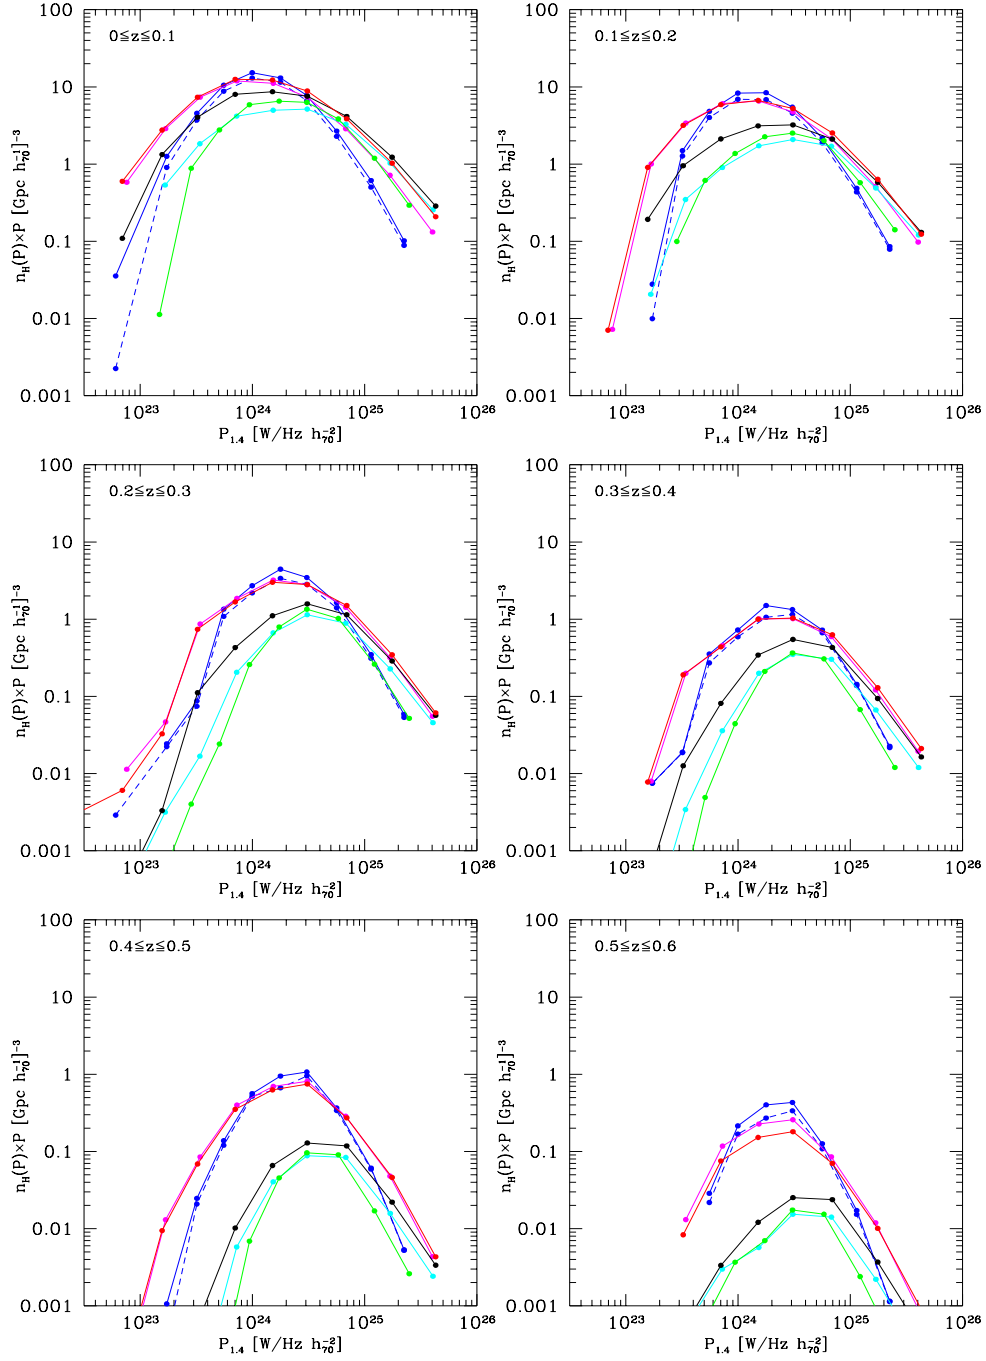 100
10
1
0.1
0.01
0.001
n_H(P)×P [Gpc h_70^-1]^-3
0≦z≦0.1
10^23 10^24 10^25 10^26
P_1.4 [W/Hz h_70^-2]
100
10
1
0.1
0.01
0.001
n_H(P)×P [Gpc h_70^-1]^-3
0.1≦z≦0.2
10^23 10^24 10^25 10^26
P_1.4 [W/Hz h_70^-2]
100
10
1
0.1
0.01
0.001
n_H(P)×P [Gpc h_70^-1]^-3
0.2≦z≦0.3
10^23 10^24 10^25 10^26
P_1.4 [W/Hz h_70^-2]
100
10
1
0.1
0.01
0.001
n_H(P)×P [Gpc h_70^-1]^-3
0.3≦z≦0.4
10^23 10^24 10^25 10^26
P_1.4 [W/Hz h_70^-2]
100
10
1
0.1
0.01
0.001
n_H(P)×P [Gpc h_70^-1]^-3
0.4≦z≦0.5
10^23 10^24 10^25 10^26
P_1.4 [W/Hz h_70^-2]
100
10
1
0.1
0.01
0.001
n_H(P)×P [Gpc h_70^-1]^-3
0.5≦z≦0.6
10^23 10^24 10^25 10^26
P_1.4 [W/Hz h_70^-2]